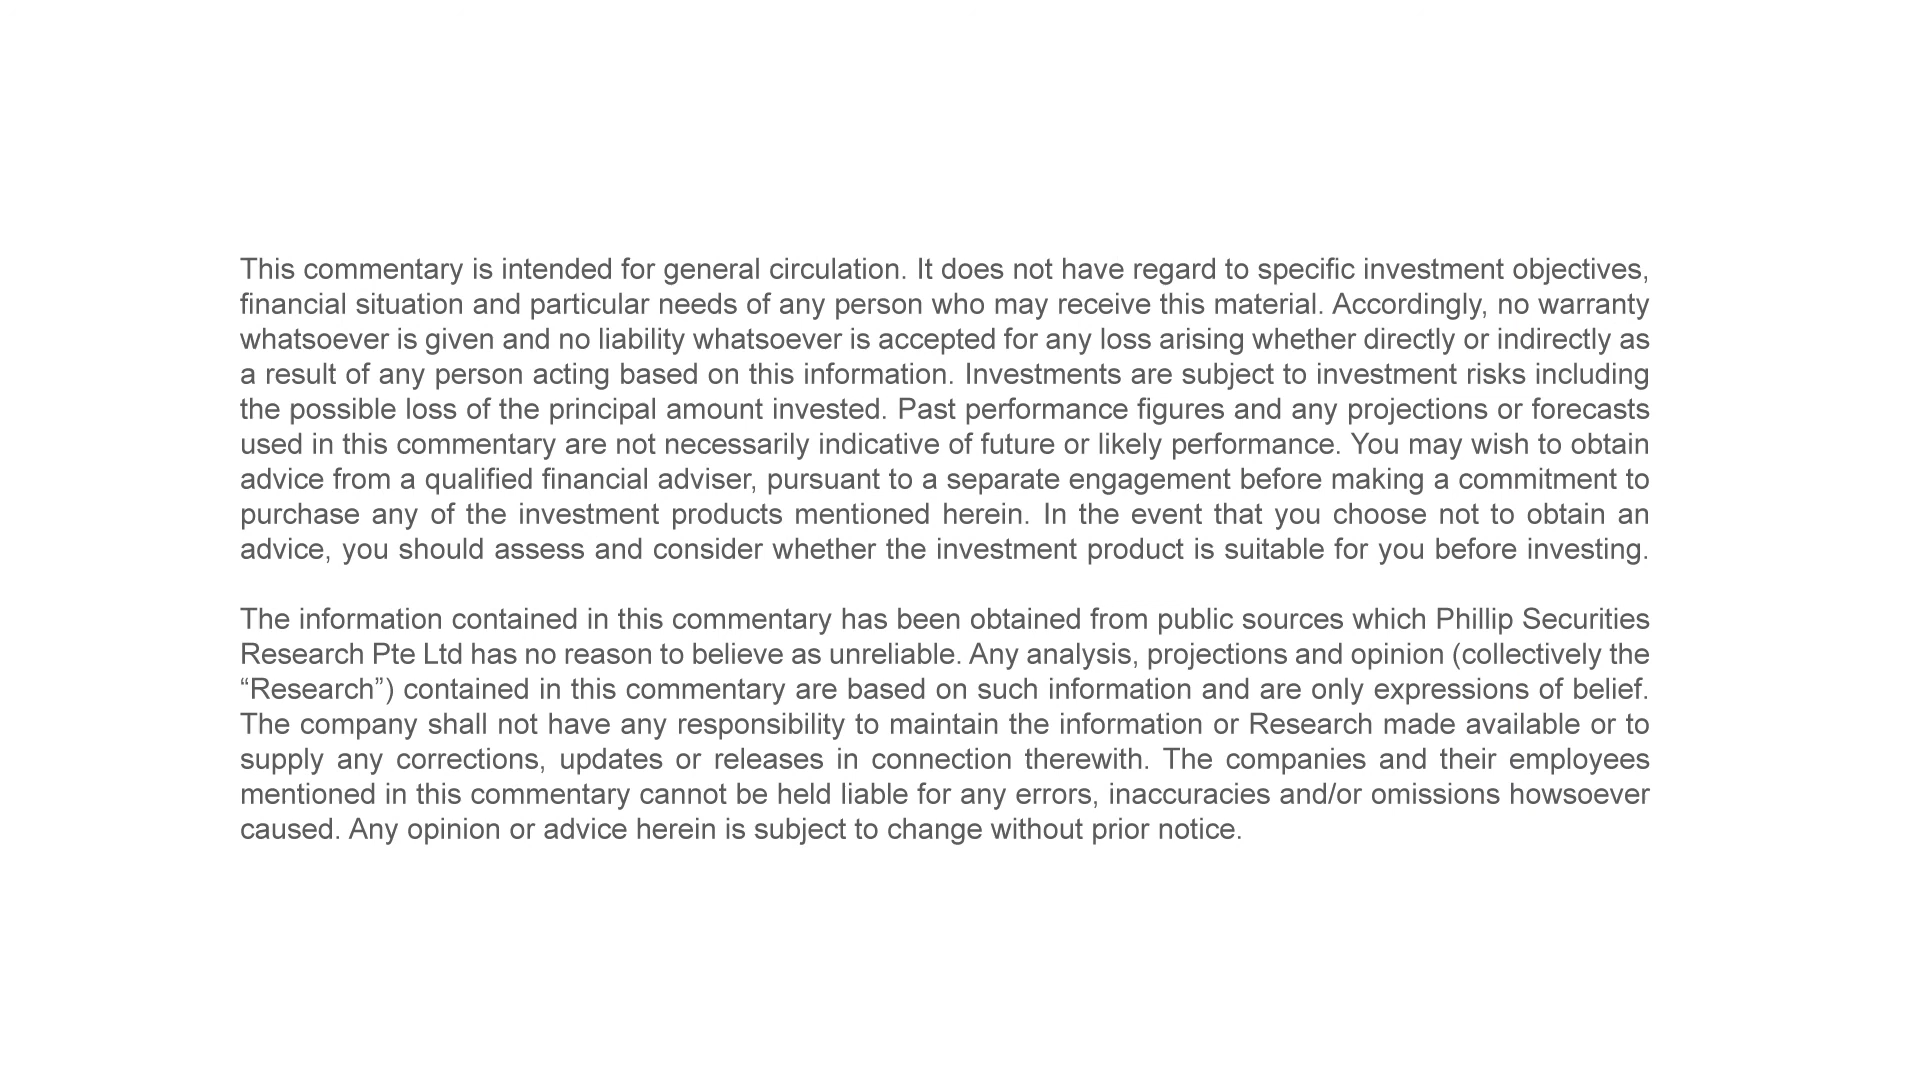 This commentary is intended for general circulation. It does not have regard to specific investment objectives,
financial situation and particular needs of any person who may receive this material. Accordingly, no warranty
whatsoever is given and no liability whatsoever is accepted for any loss arising whether directly or indirectly as
a result of any person acting based on this information. Investments are subject to investment risks including
the possible loss of the principal amount invested. Past performance figures and any projections or forecasts
used in this commentary are not necessarily indicative of future or likely performance. You may wish to obtain
advice from a qualified financial adviser, pursuant to a separate engagement before making a commitment to
purchase any of the investment products mentioned herein. In the event that you choose not to obtain an
advice, you should assess and consider whether the investment product is suitable for you before investing.
The information contained in this commentary has been obtained from public sources which Phillip Securities
Research Pte Ltd has no reason to believe as unreliable. Any analysis, projections and opinion (collectively the
“Research”) contained in this commentary are based on such information and are only expressions of belief.
The company shall not have any responsibility to maintain the information or Research made available or to
supply any corrections, updates or releases in connection therewith. The companies and their employees
mentioned in this commentary cannot be held liable for any errors, inaccuracies and/or omissions howsoever
caused. Any opinion or advice herein is subject to change without prior notice.